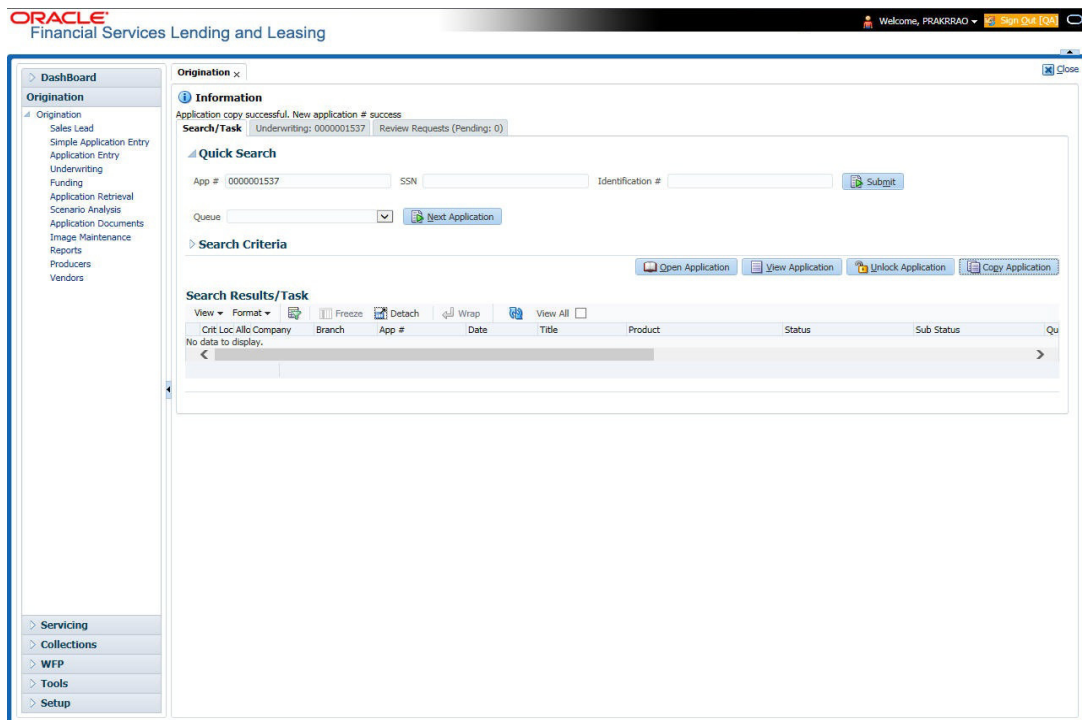 ORACLE
Financial Services Lending and Leasing
Welcome, PRAKRRAO
Sign Out [QA]
Close
DashBoard
Origination
Origination
Sales Lead
Simple Application Entry
Application Entry
Underwriting
Funding
Application Retrieval
Scenario Analysis
Application Documents
Image Maintenance
Reports
Producers
Vendors
Servicing
Collections
WFP
Tools
Setup
Origination x
Information
Application copy successful. New application # success
Search/Task Underwriting: 0000001537 Review Requests (Pending: 0)
Quick Search
App # 0000001537 SSN Identification # Submit
Queue Next Application
Search Criteria
Open Application View Application Unlock Application Copy Application
Search Results/Task
View Format Freeze Detach Wrap View All
Crit Loc Allo Company Branch App # Date Title Product Status Sub Status Qu
No data to display.